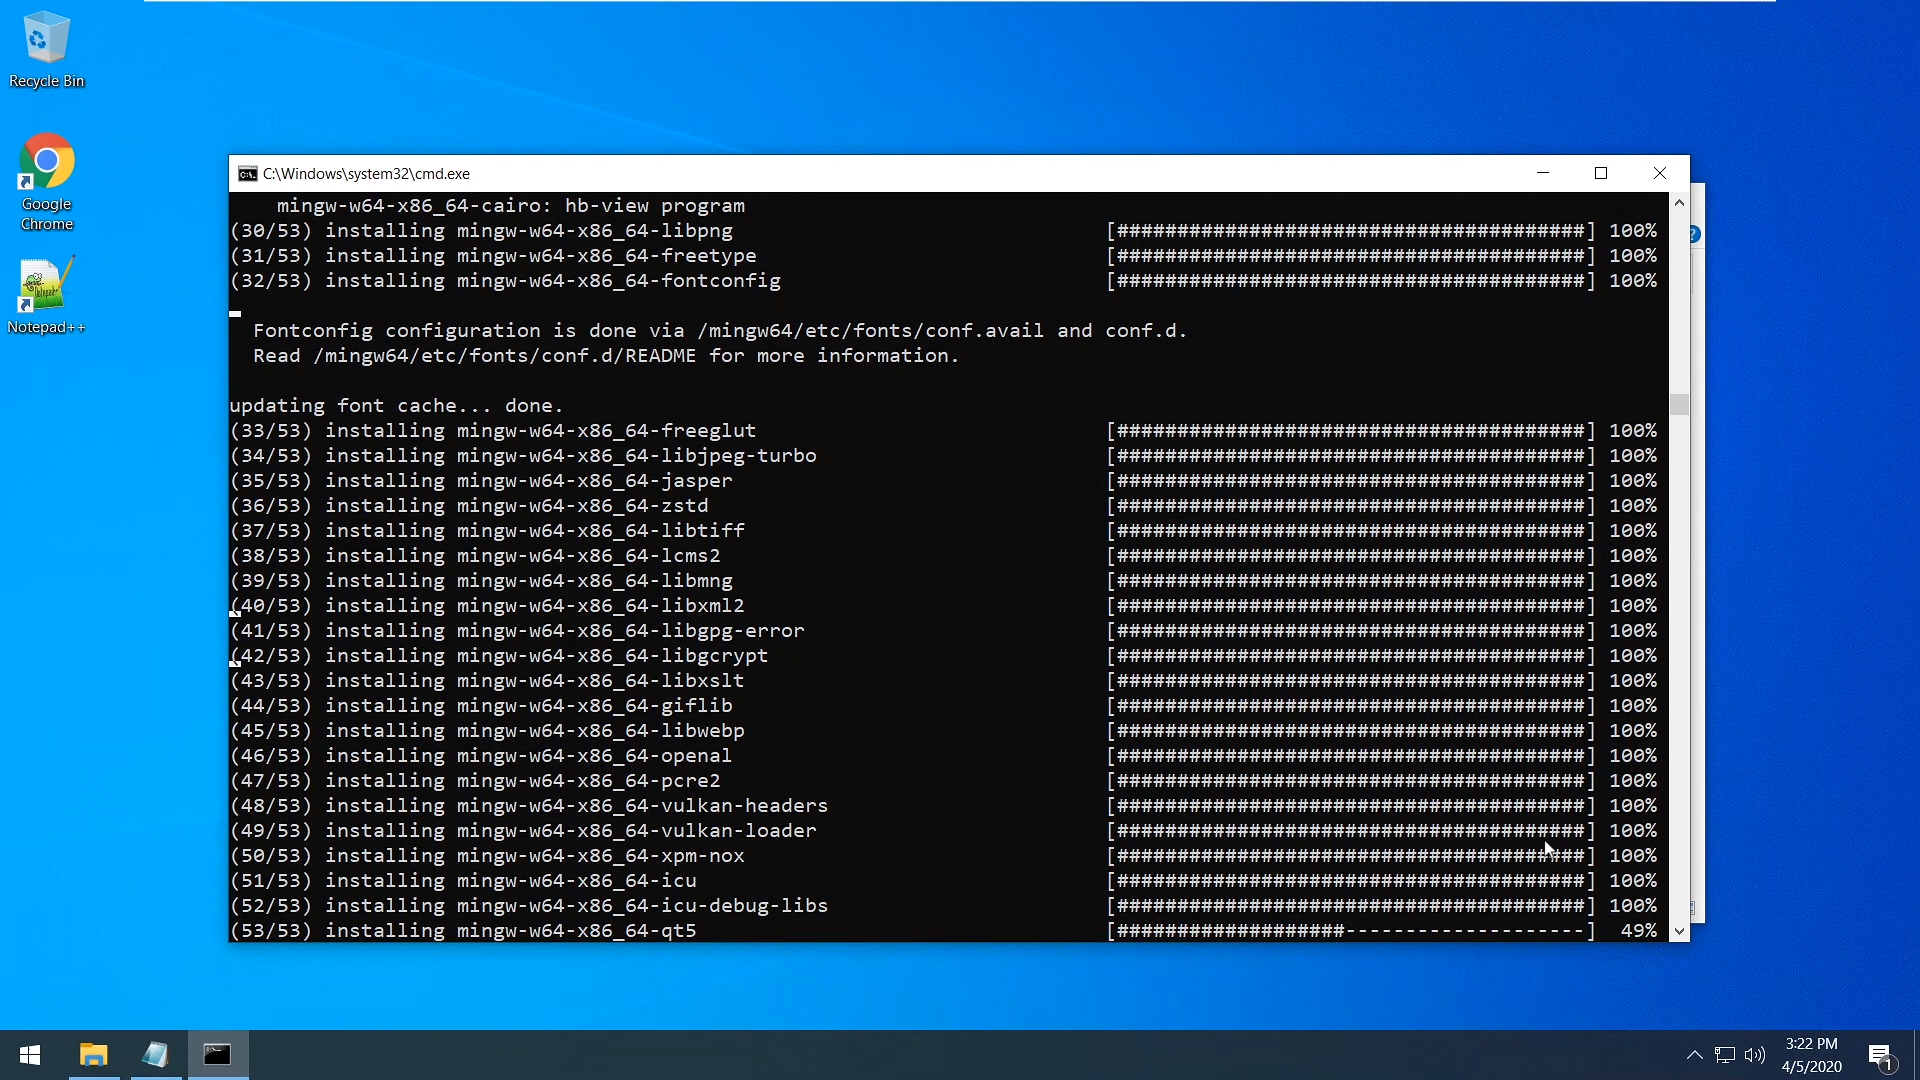 Recycle Bin
Google
Chrome
Notepad++
C:\Windows\system32\cmd.exe
mingw-w64-x86_64-cairo: hb-view program
(30/53) installing mingw-w64-x86_64-libpng [#######################################] 100%
(31/53) installing mingw-w64-x86_64-freetype [#######################################] 100%
(32/53) installing mingw-w64-x86_64-fontconfig [#######################################] 100%
Fontconfig configuration is done via /mingw64/etc/fonts/conf.avail and conf.d.
Read /mingw64/etc/fonts/conf.d/README for more information.
updating font cache... done.
(33/53) installing mingw-w64-x86_64-freeglut [#######################################] 100%
(34/53) installing mingw-w64-x86_64-libjpeg-turbo [#######################################] 100%
(35/53) installing mingw-w64-x86_64-jasper [#######################################] 100%
(36/53) installing mingw-w64-x86_64-zstd [#######################################] 100%
(37/53) installing mingw-w64-x86_64-libtiff [#######################################] 100%
(38/53) installing mingw-w64-x86_64-lcms2 [#######################################] 100%
(39/53) installing mingw-w64-x86_64-libmng [#######################################] 100%
(40/53) installing mingw-w64-x86_64-libxml2 [#######################################] 100%
(41/53) installing mingw-w64-x86_64-libgpg-error [#######################################] 100%
(42/53) installing mingw-w64-x86_64-libgcrypt [#######################################] 100%
(43/53) installing mingw-w64-x86_64-libxslt [#######################################] 100%
(44/53) installing mingw-w64-x86_64-giflib [#######################################] 100%
(45/53) installing mingw-w64-x86_64-libwebp [#######################################] 100%
(46/53) installing mingw-w64-x86_64-openal [#######################################] 100%
(47/53) installing mingw-w64-x86_64-pcre2 [#######################################] 100%
(48/53) installing mingw-w64-x86_64-vulkan-headers [#######################################] 100%
(49/53) installing mingw-w64-x86_64-vulkan-loader [#######################################] 100%
(50/53) installing mingw-w64-x86_64-xpm-nox [#######################################] 100%
(51/53) installing mingw-w64-x86_64-icu [#######################################] 100%
(52/53) installing mingw-w64-x86_64-icu-debug-libs [#######################################] 100%
(53/53) installing mingw-w64-x86_64-qt5 [###################--------------------] 49%
3:22 PM
4/5/2020
1